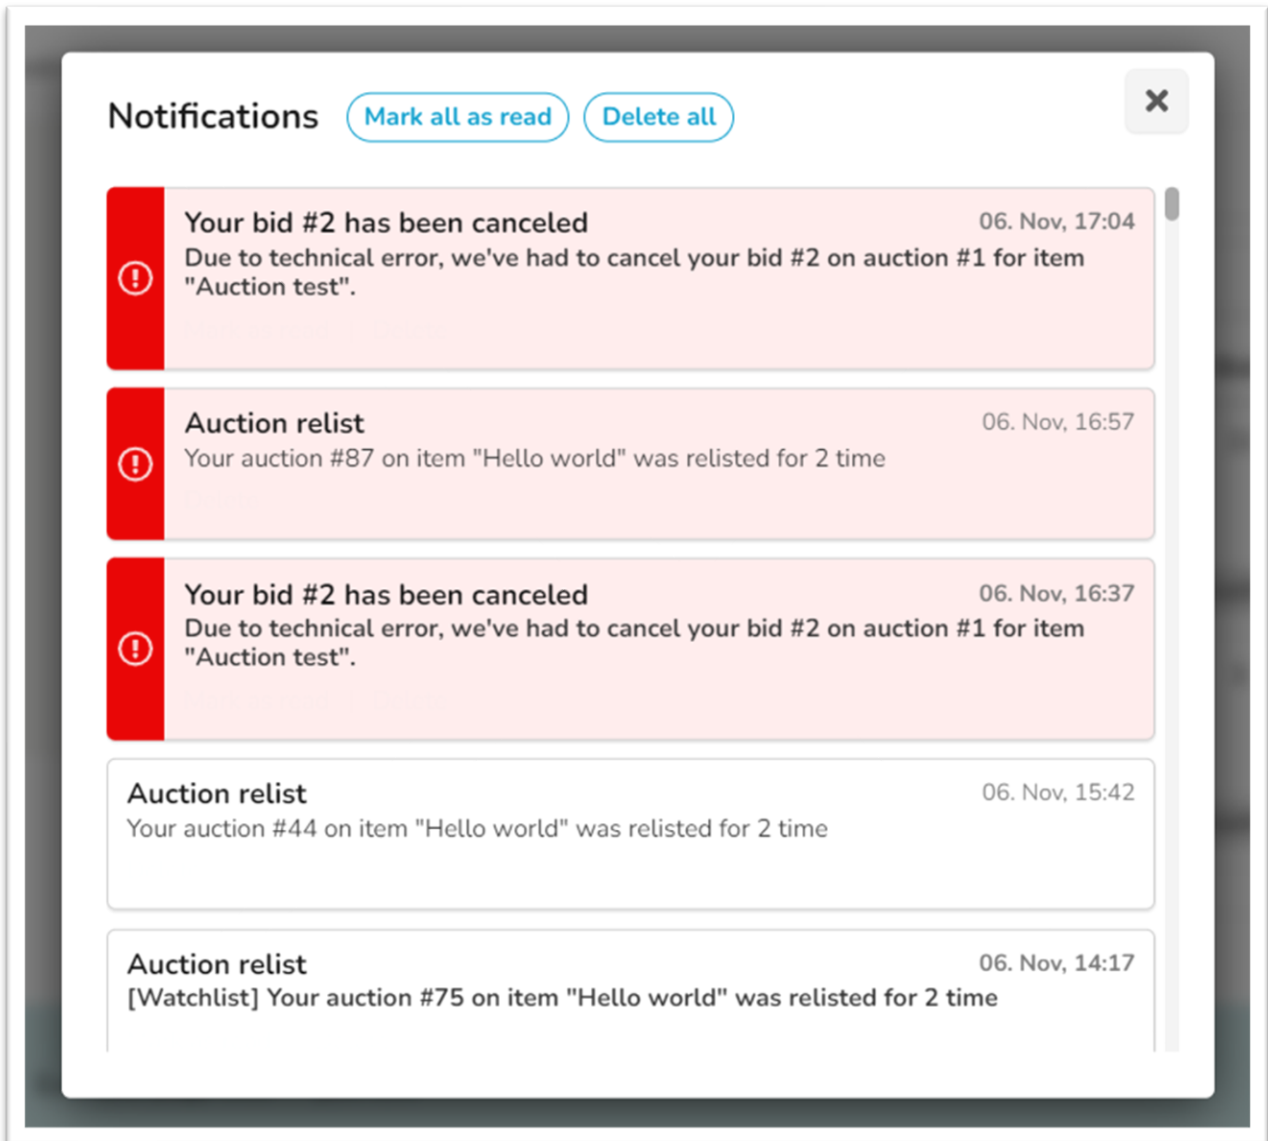 Notifications Mark all as read Delete all
Your bid #2 has been canceled 06. Nov, 17:04
Due to technical error, we've had to cancel your bid #2 on auction #1 for item
"Auction test".
Auction relist 06. Nov, 16:57
Your auction #87 on item "Hello world" was relisted for 2 time
Your bid #2 has been canceled 06. Nov, 16:37
Due to technical error, we've had to cancel your bid #2 on auction #1 for item
"Auction test".
Auction relist 06. Nov, 15:42
Your auction #44 on item "Hello world" was relisted for 2 time
Auction relist 06. Nov, 14:17
[Watchlist] Your auction #75 on item "Hello world" was relisted for 2 time